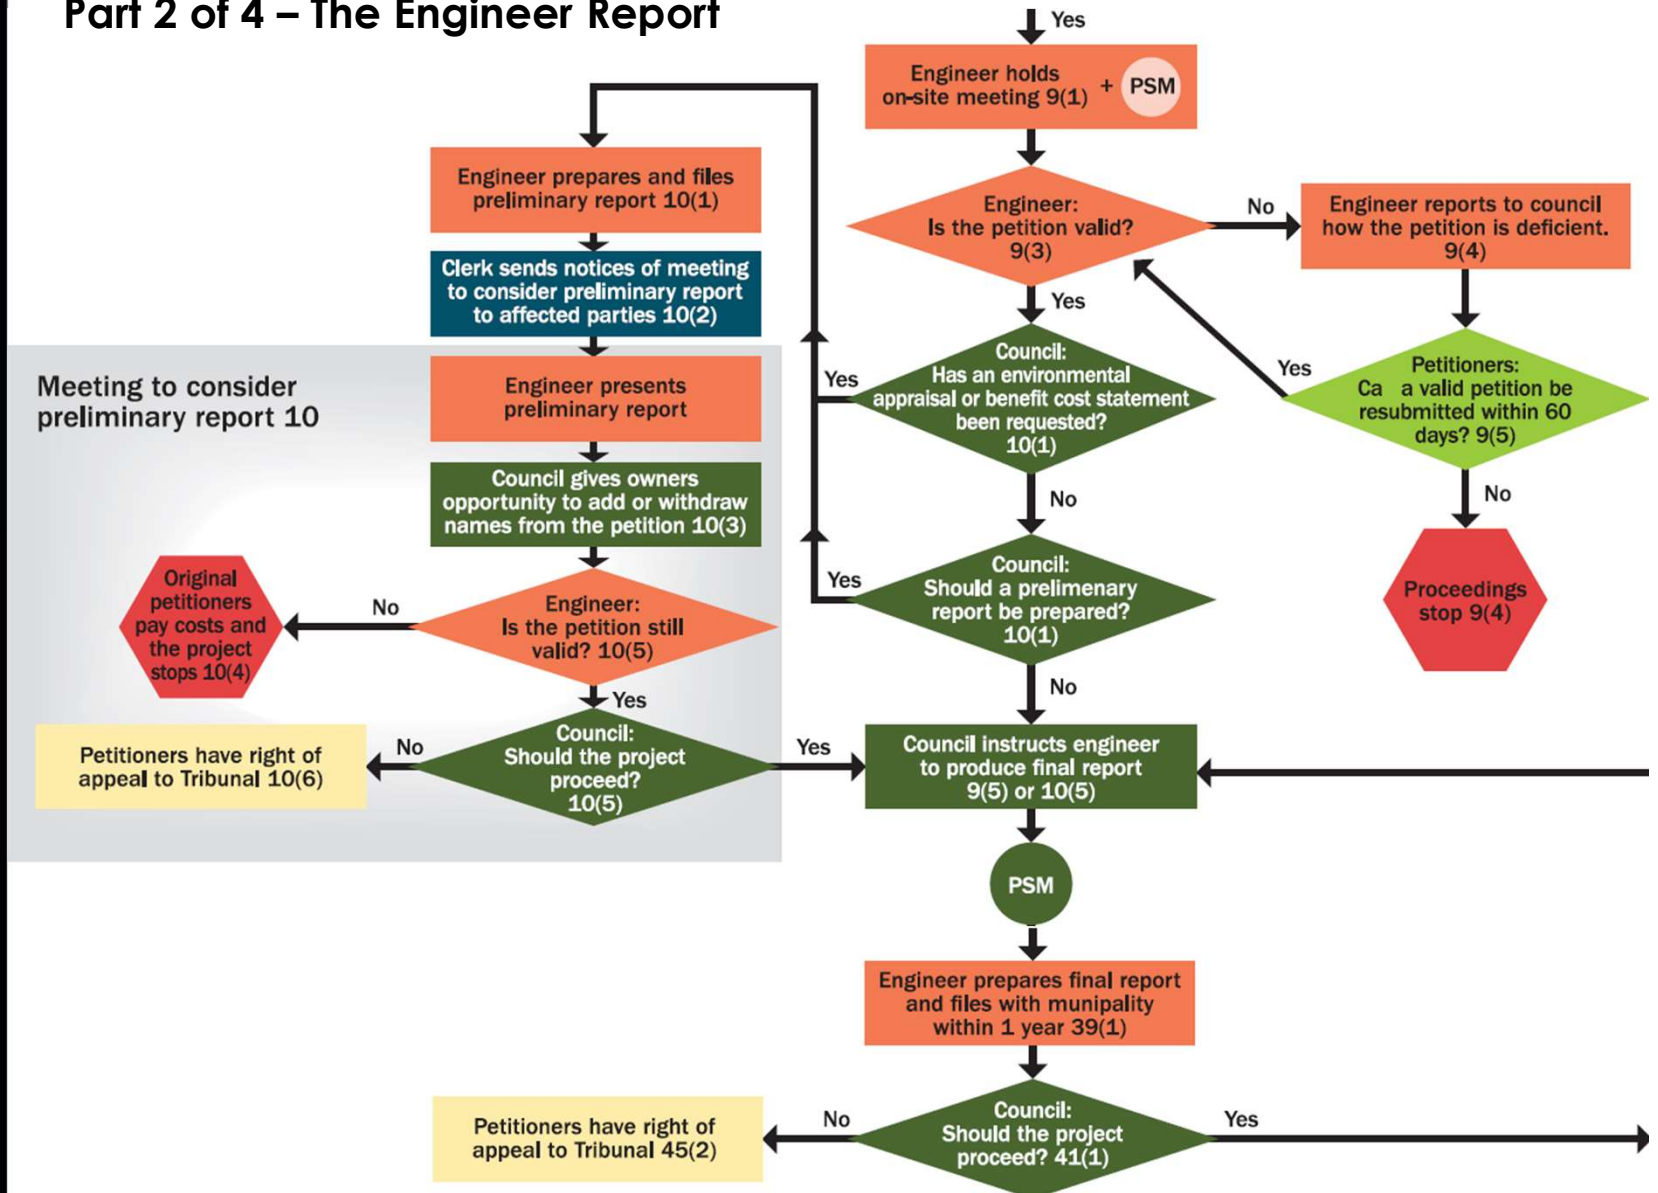 Part 2 of 4 – The Engineer Report
Yes
Engineer holds
on-site meeting 9(1) + PSM
Engineer:
Is the petition valid?
9(3)
No
Engineer reports to council
how the petition is deficient.
9(4)
Yes
Petitioners:
Ca a valid petition be
resubmitted within 60
days? 9(5)
Yes
No
Proceedings
stop 9(4)
Council:
Has an environmental
appraisal or benefit cost statement
been requested?
10(1)
Yes
No
Council:
Should a prelimenary
report be prepared?
10(1)
Yes
No
Engineer prepares and files
preliminary report 10(1)
Clerk sends notices of meeting
to consider preliminary report
to affected parties 10(2)
Meeting to consider
preliminary report 10
Engineer presents
preliminary report
Council gives owners
opportunity to add or withdraw
names from the petition 10(3)
Engineer:
Is the petition still
valid? 10(5)
No
Original
petitioners
pay costs and
the project
stops 10(4)
Yes
Council:
Should the project
proceed?
10(5)
No
Petitioners have right of
appeal to Tribunal 10(6)
Yes
Council instructs engineer
to produce final report
9(5) or 10(5)
PSM
Engineer prepares final report
and files with munipality
within 1 year 39(1)
Council:
Should the project
proceed? 41(1)
No
Petitioners have right of
appeal to Tribunal 45(2)
Yes